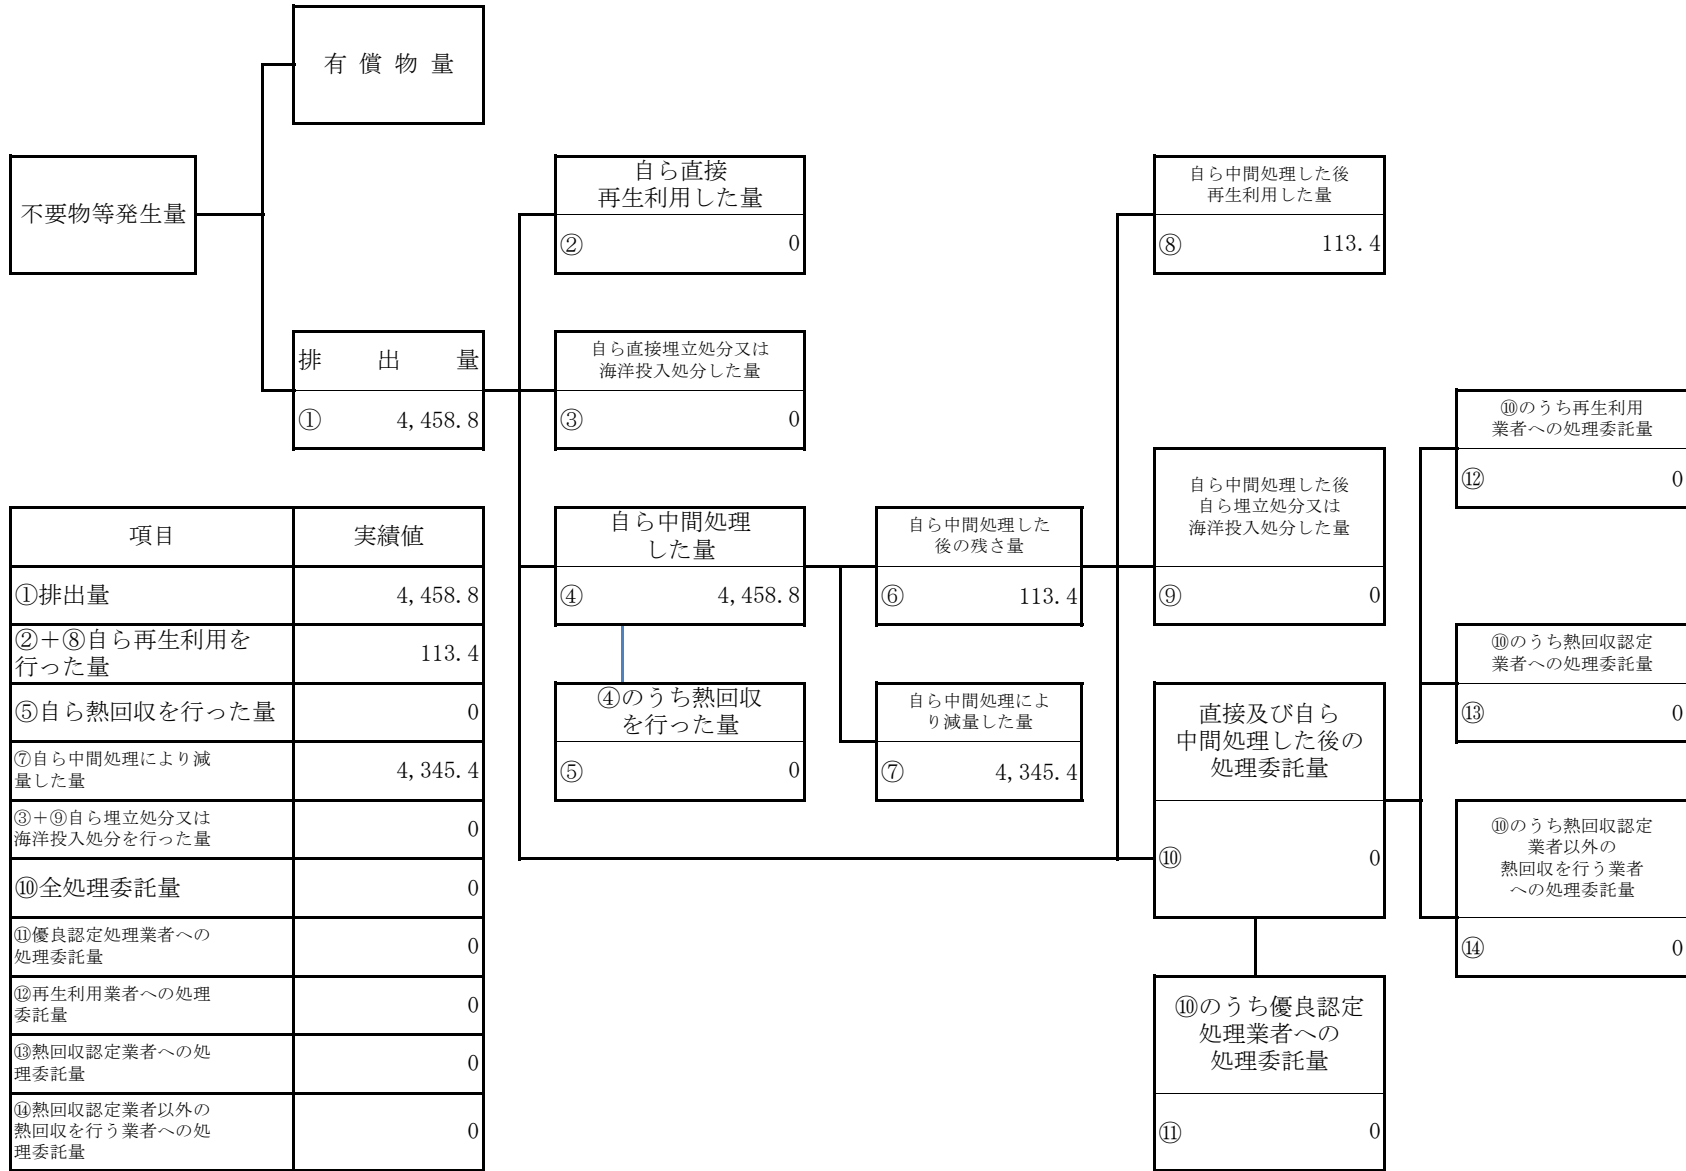 有償物量
不要物等発生量
自ら直接
再生利用した量
② 0
自ら中間処理した後
再生利用した量
⑧ 113.4
排出量
① 4,458.8
自ら直接埋立処分又は
海洋投入処分した量
③ 0
⑩のうち再生利用
業者への処理委託量
⑫ 0
自ら中間処理した後
自ら埋立処分又は
海洋投入処分した量
⑨ 0
自ら中間処理
した量
④ 4,458.8
自ら中間処理した
後の残さ量
⑥ 113.4
⑩のうち熱回収認定
業者への処理委託量
⑬ 0
④のうち熱回収
を行った量
⑤ 0
自ら中間処理によ
り減量した量
⑦ 4,345.4
直接及び自ら
中間処理した後の
処理委託量
⑩ 0
⑩のうち熱回収認定
業者以外の
熱回収を行う業者
への処理委託量
⑭ 0
⑩のうち優良認定
処理業者への
処理委託量
⑪ 0
項目 実績値
①排出量 4,458.8
②＋⑧自ら再生利用を
行った量 113.4
⑤自ら熱回収を行った量 0
⑦自ら中間処理により減
量した量 4,345.4
③＋⑨自ら埋立処分又は
海洋投入処分を行った量 0
⑩全処理委託量 0
⑪優良認定処理業者への
処理委託量 0
⑫再生利用業者への処理
委託量 0
⑬熱回収認定業者への処
理委託量 0
⑭熱回収認定業者以外の
熱回収を行う業者への処
理委託量 0